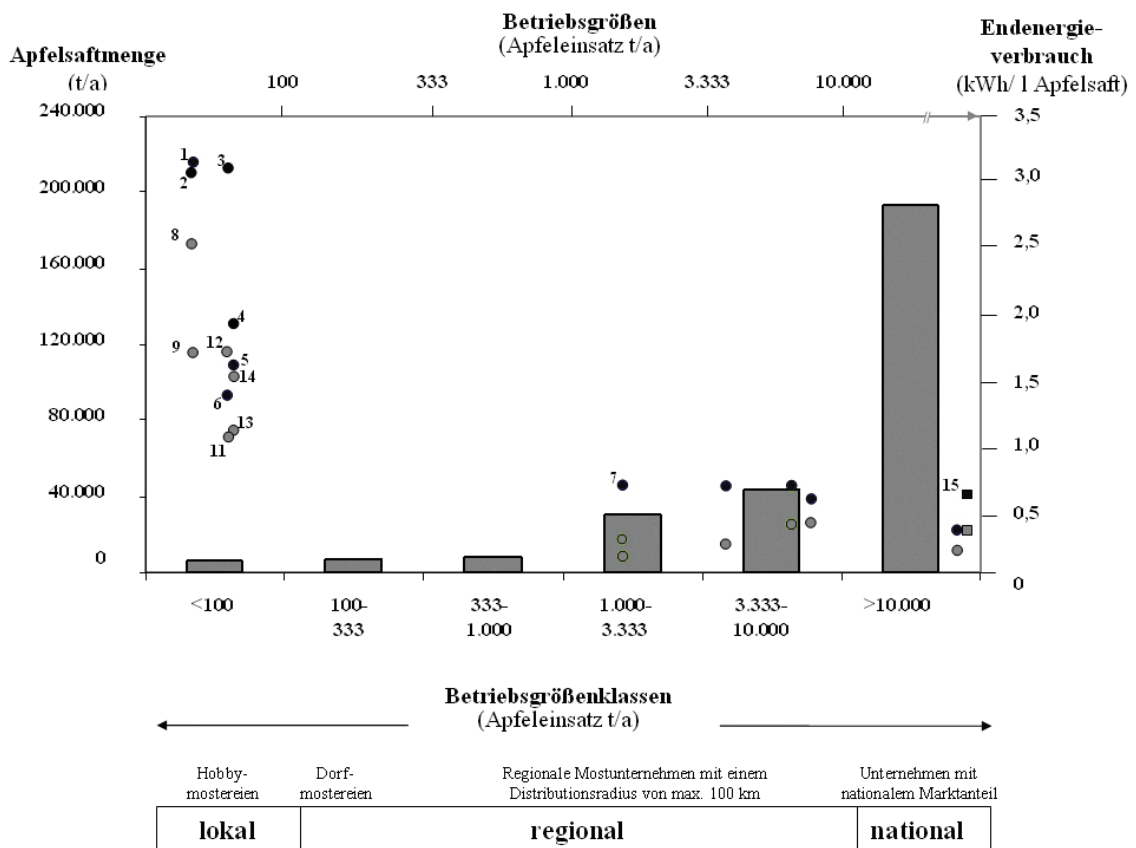 Betriebsgrößen
(Apfeleinsatz t/a)
Apfelsaftmenge
(t/a)
Endenergie-
verbrauch
(kWh/ l Apfelsaft)
100 333 1.000 3.333 10.000
240.000
200.000
160.000
120.000
80.000
40.000
0
3,5
3,0
2,5
2,0
1,5
1,0
0,5
0
1
2
3
8
4
9
12
5
14
6
13
11
7
15
<100
100-
333
333-
1.000
1.000-
3.333
3.333-
10.000
>10.000
Betriebsgrößenklassen
(Apfeleinsatz t/a)
Hobby-
mostereien
Dorf-
mostereien
Regionale Mostunternehmen mit einem
Distributionsradius von max. 100 km
Unternehmen mit
nationalem Marktanteil
lokal
regional
national